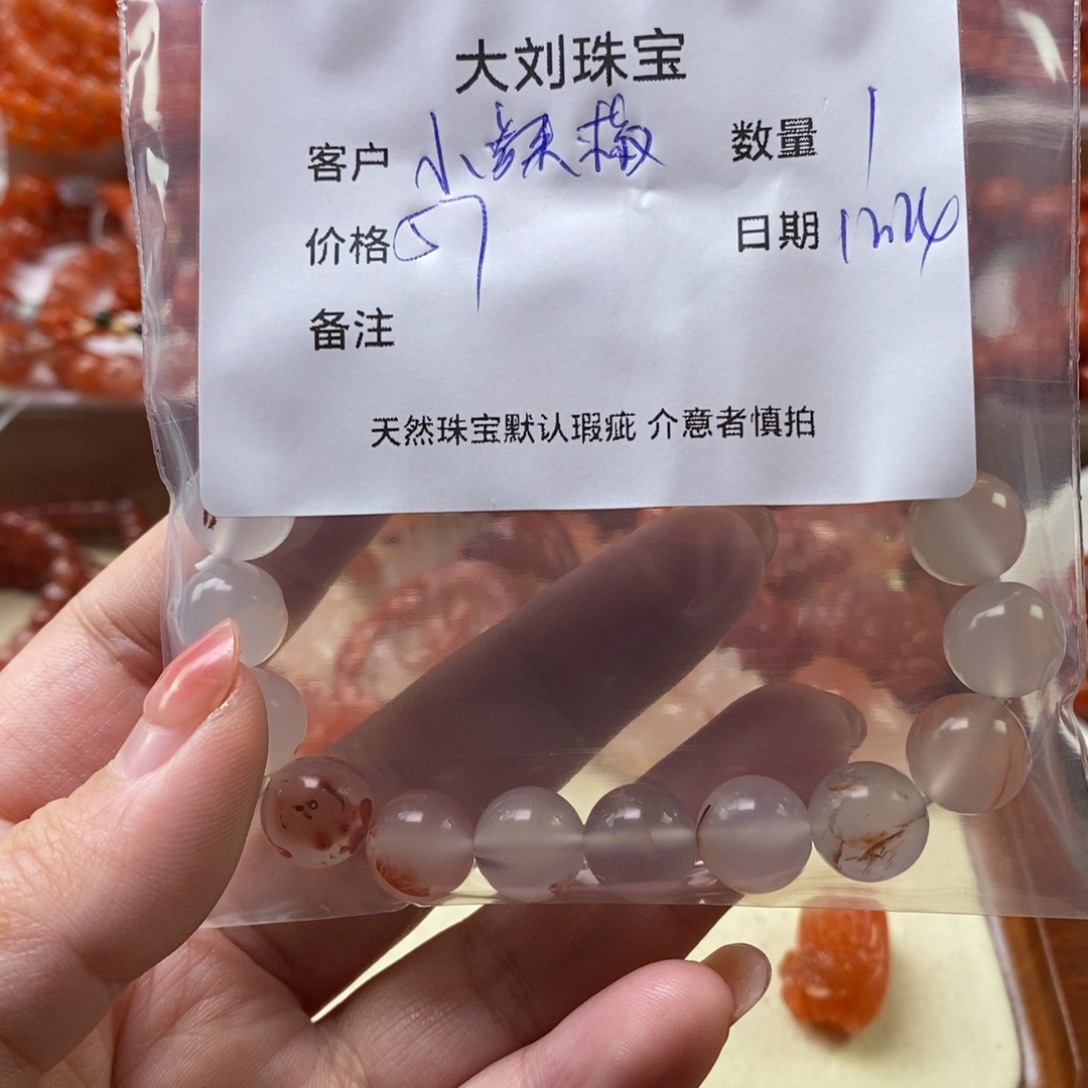 大刘珠宝
客户 小辣椒 数量 1
价格 57 日期 12.24
备注
天然珠宝默认瑕疵 介意者慎拍